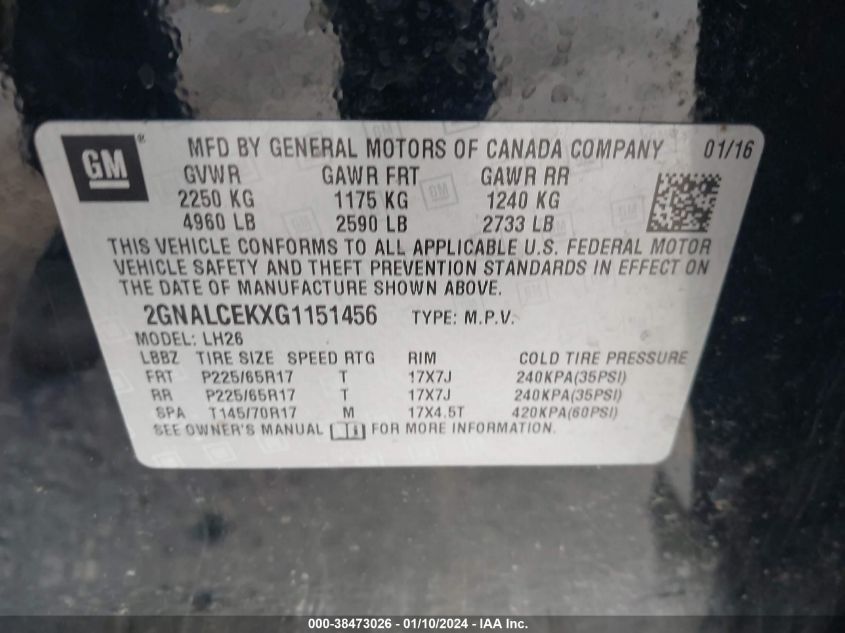 GM ® MFD BY GENERAL MOTORS OF CANADA COMPANY 01/16
GVWR GAWR FRT GAWR RR
2250 KG 1175 KG 1240 KG
4960 LB 2590 LB 2733 LB
THIS VEHICLE CONFORMS TO ALL APPLICABLE U.S. FEDERAL MOTOR
VEHICLE SAFETY AND THEFT PREVENTION STANDARDS IN EFFECT ON
THE DATE OF MANUFACTURE SHOWN ABOVE.
2GNALCEKXG1151456 TYPE: M.P.V.
MODEL: LH26
LBBZ TIRE SIZE SPEED RTG RIM COLD TIRE PRESSURE
FRT P225/65R17 T 17X7J 240KPA(35PSI)
RR P225/65R17 T 17X7J 240KPA(35PSI)
SPA T145/70R17 M 17X4.5T 420KPA(60PSI)
SEE OWNER'S MANUAL FOR MORE INFORMATION.
000-38473026 - 01/10/2024 - IAA Inc.